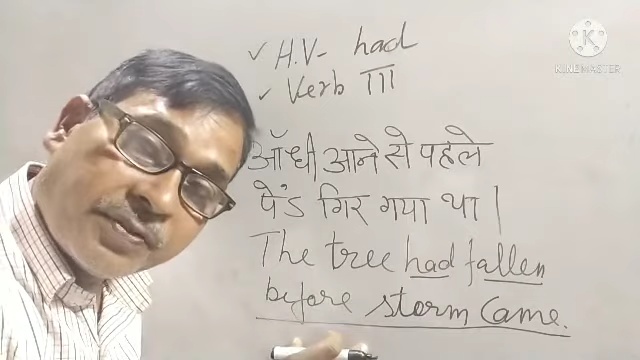 ✓ H.V- had
✓ Verb III
आँधी आने से पहले
पेंड गिर गया था |
The tree had fallen
before storm Came.
KINEMASTER